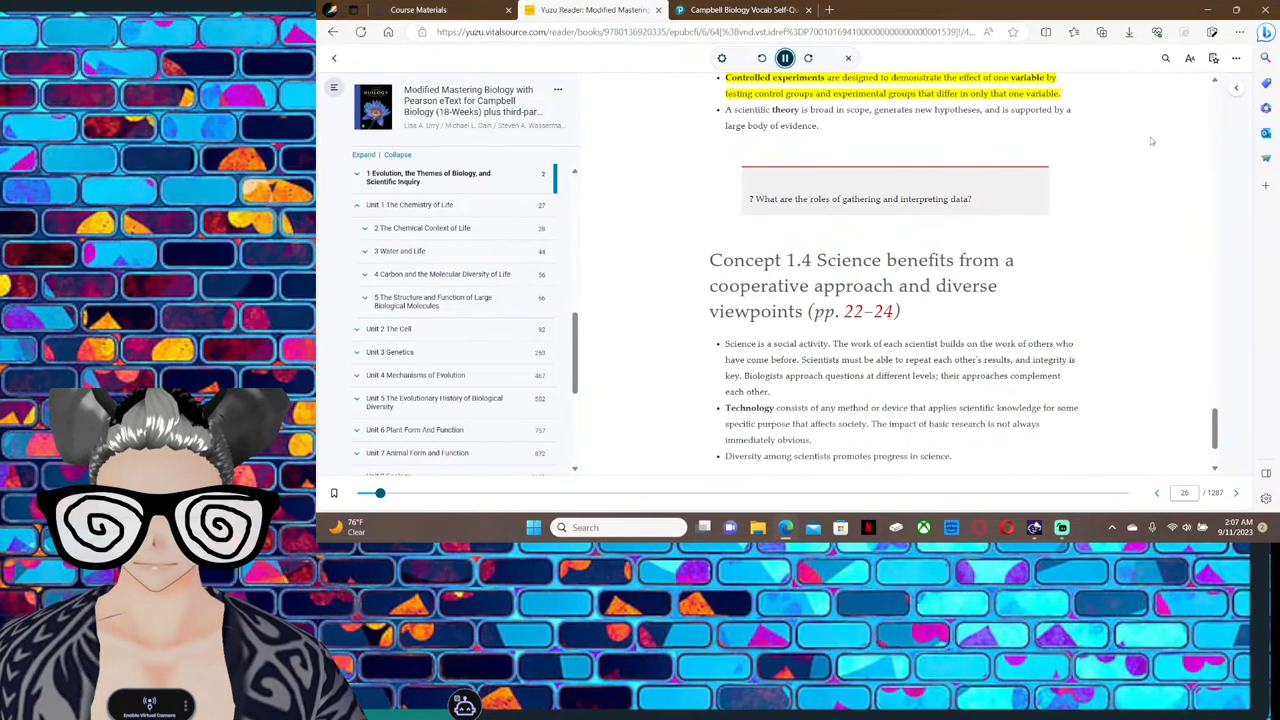 Course Materials
Yuzu Reader: Modified Mastering
Campbell Biology Vocab Self-Qu
https://yuzu.vitalsource.com/reader/books/9780136920335/epubcfi/6/64[%3Bvnd.vst.idref%3DP70010169410000000000000000001539]!/4...
Modified Mastering Biology with
Pearson eText for Campbell
Biology (18-Weeks) plus third-par...
Lisa A. Urry / Michael L. Cain / Steven A. Wasserma...
Expand | Collapse
1 Evolution, the Themes of Biology, and
Scientific Inquiry 2
Unit 1 The Chemistry of Life 27
2 The Chemical Context of Life 28
3 Water and Life 44
4 Carbon and the Molecular Diversity of Life 56
5 The Structure and Function of Large
Biological Molecules 66
Unit 2 The Cell 92
Unit 3 Genetics 253
Unit 4 Mechanisms of Evolution 467
Unit 5 The Evolutionary History of Biological
Diversity 552
Unit 6 Plant Form And Function 757
Unit 7 Animal Form and Function 872
• Controlled experiments are designed to demonstrate the effect of one variable by
testing control groups and experimental groups that differ in only that one variable.
• A scientific theory is broad in scope, generates new hypotheses, and is supported by a
large body of evidence.
? What are the roles of gathering and interpreting data?
Concept 1.4 Science benefits from a
cooperative approach and diverse
viewpoints (pp. 22–24)
• Science is a social activity. The work of each scientist builds on the work of others who
have come before. Scientists must be able to repeat each other's results, and integrity is
key. Biologists approach questions at different levels; their approaches complement
each other.
• Technology consists of any method or device that applies scientific knowledge for some
specific purpose that affects society. The impact of basic research is not always
immediately obvious.
• Diversity among scientists promotes progress in science.
26 / 1287
76°F
Clear
Search
2:07 AM
9/11/2023
Enable Virtual Camera